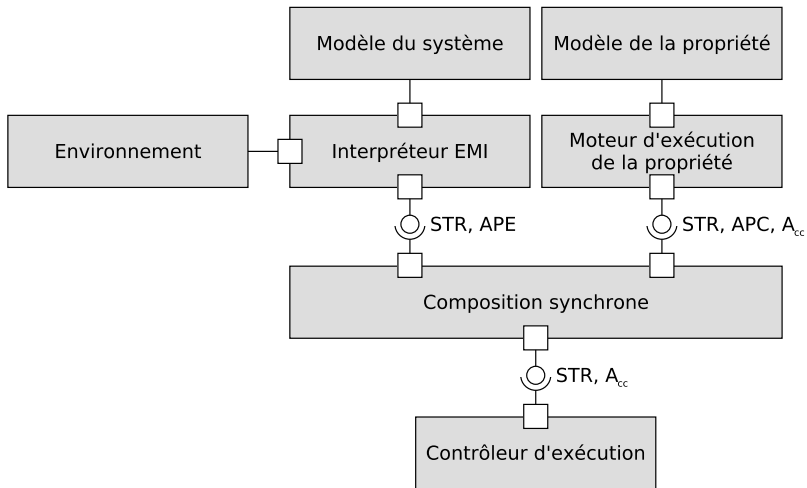 Modèle du système
Modèle de la propriété
Environnement
Interpréteur EMI
Moteur d'exécution
de la propriété
STR, APE
STR, APC, Acc
Composition synchrone
STR, Acc
Contrôleur d'exécution